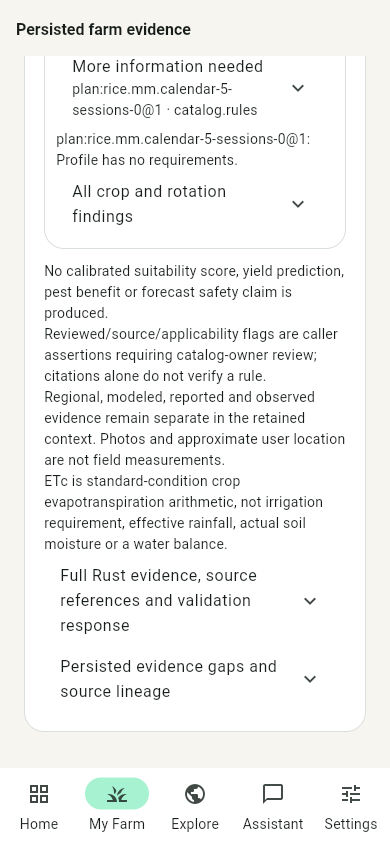 Persisted farm evidence
More information needed
plan:rice.mm.calendar-5-
sessions-0@1 · catalog.rules
plan:rice.mm.calendar-5-sessions-0@1:
Profile has no requirements.
All crop and rotation
findings
No calibrated suitability score, yield prediction,
pest benefit or forecast safety claim is
produced.
Reviewed/source/applicability flags are caller
assertions requiring catalog-owner review;
citations alone do not verify a rule.
Regional, modeled, reported and observed
evidence remain separate in the retained
context. Photos and approximate user location
are not field measurements.
ETc is standard-condition crop
evapotranspiration arithmetic, not irrigation
requirement, effective rainfall, actual soil
moisture or a water balance.
Full Rust evidence, source
references and validation
response
Persisted evidence gaps and
source lineage
Home
My Farm
Explore
Assistant
Settings